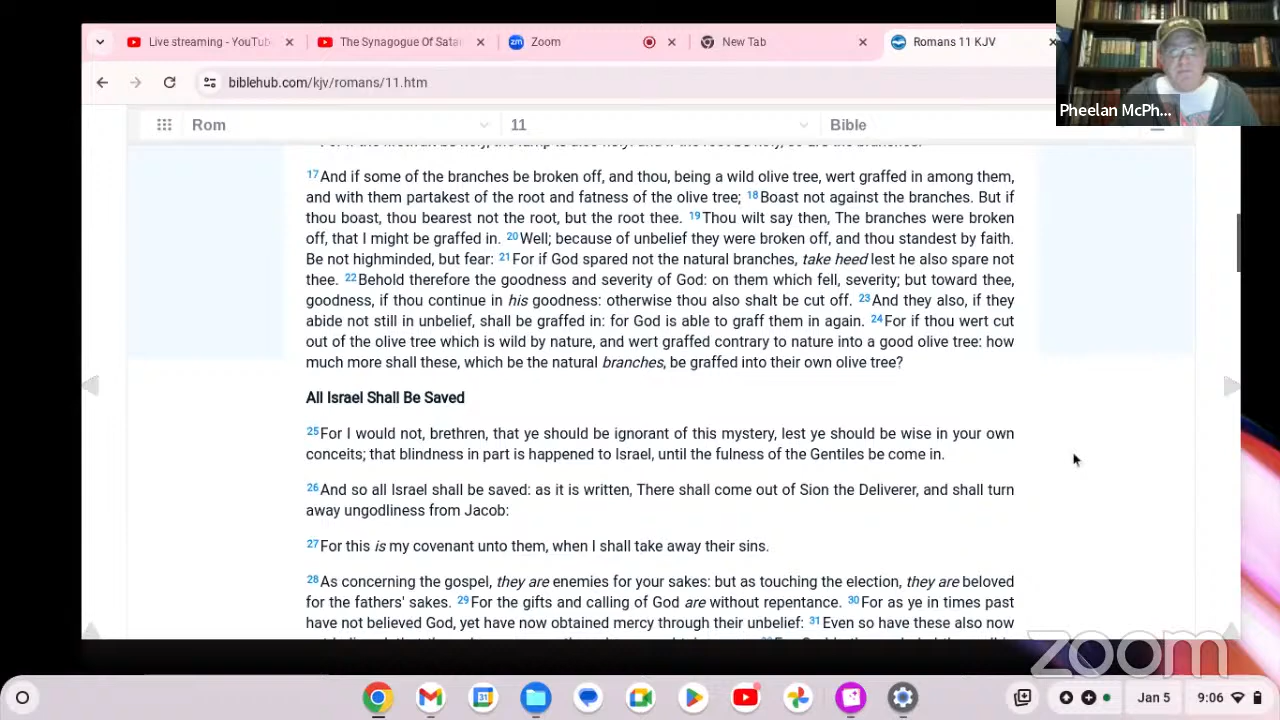 Live streaming - YouTub
The Synagogue Of Sata
zm Zoom
New Tab
Romans 11 KJV
biblehub.com/kjv/romans/11.htm
Pheelan McPh...
Rom 11 Bible
17 And if some of the branches be broken off, and thou, being a wild olive tree, wert graffed in among them,
and with them partakest of the root and fatness of the olive tree; 18 Boast not against the branches. But if
thou boast, thou bearest not the root, but the root thee. 19 Thou wilt say then, The branches were broken
off, that I might be graffed in. 20 Well; because of unbelief they were broken off, and thou standest by faith.
Be not highminded, but fear: 21 For if God spared not the natural branches, take heed lest he also spare not
thee. 22 Behold therefore the goodness and severity of God: on them which fell, severity; but toward thee,
goodness, if thou continue in his goodness: otherwise thou also shalt be cut off. 23 And they also, if they
abide not still in unbelief, shall be graffed in: for God is able to graff them in again. 24 For if thou wert cut
out of the olive tree which is wild by nature, and wert graffed contrary to nature into a good olive tree: how
much more shall these, which be the natural branches, be graffed into their own olive tree?
All Israel Shall Be Saved
25 For I would not, brethren, that ye should be ignorant of this mystery, lest ye should be wise in your own
conceits; that blindness in part is happened to Israel, until the fulness of the Gentiles be come in.
26 And so all Israel shall be saved: as it is written, There shall come out of Sion the Deliverer, and shall turn
away ungodliness from Jacob:
27 For this is my covenant unto them, when I shall take away their sins.
28 As concerning the gospel, they are enemies for your sakes: but as touching the election, they are beloved
for the fathers' sakes. 29 For the gifts and calling of God are without repentance. 30 For as ye in times past
have not believed God, yet have now obtained mercy through their unbelief: 31 Even so have these also now
zoom
31
Jan 5 9:06